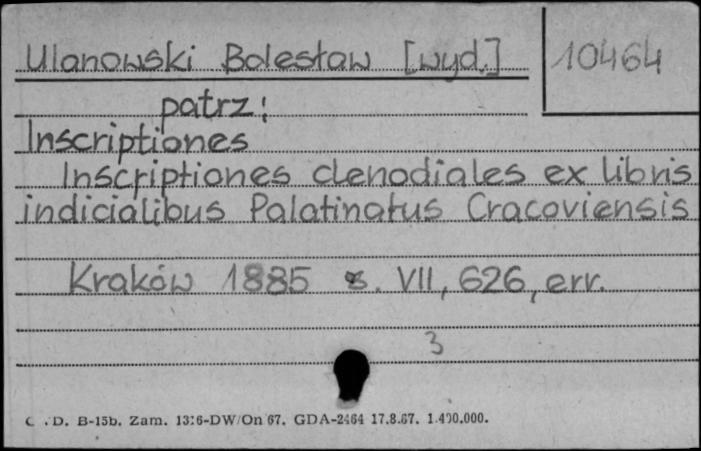 Ulanowski Bolesław [wyd.]
10464
patrz:
Inscriptiones
Inscriptiones clenodiales ex libris
indicialibus Palatinatus Cracoviensis
Kraków 1885 s. VII, 626, err.
3
D. B-15b. Zam. 1316-DW/On 67. GDA-2464 17.8.67. 1.400.000.